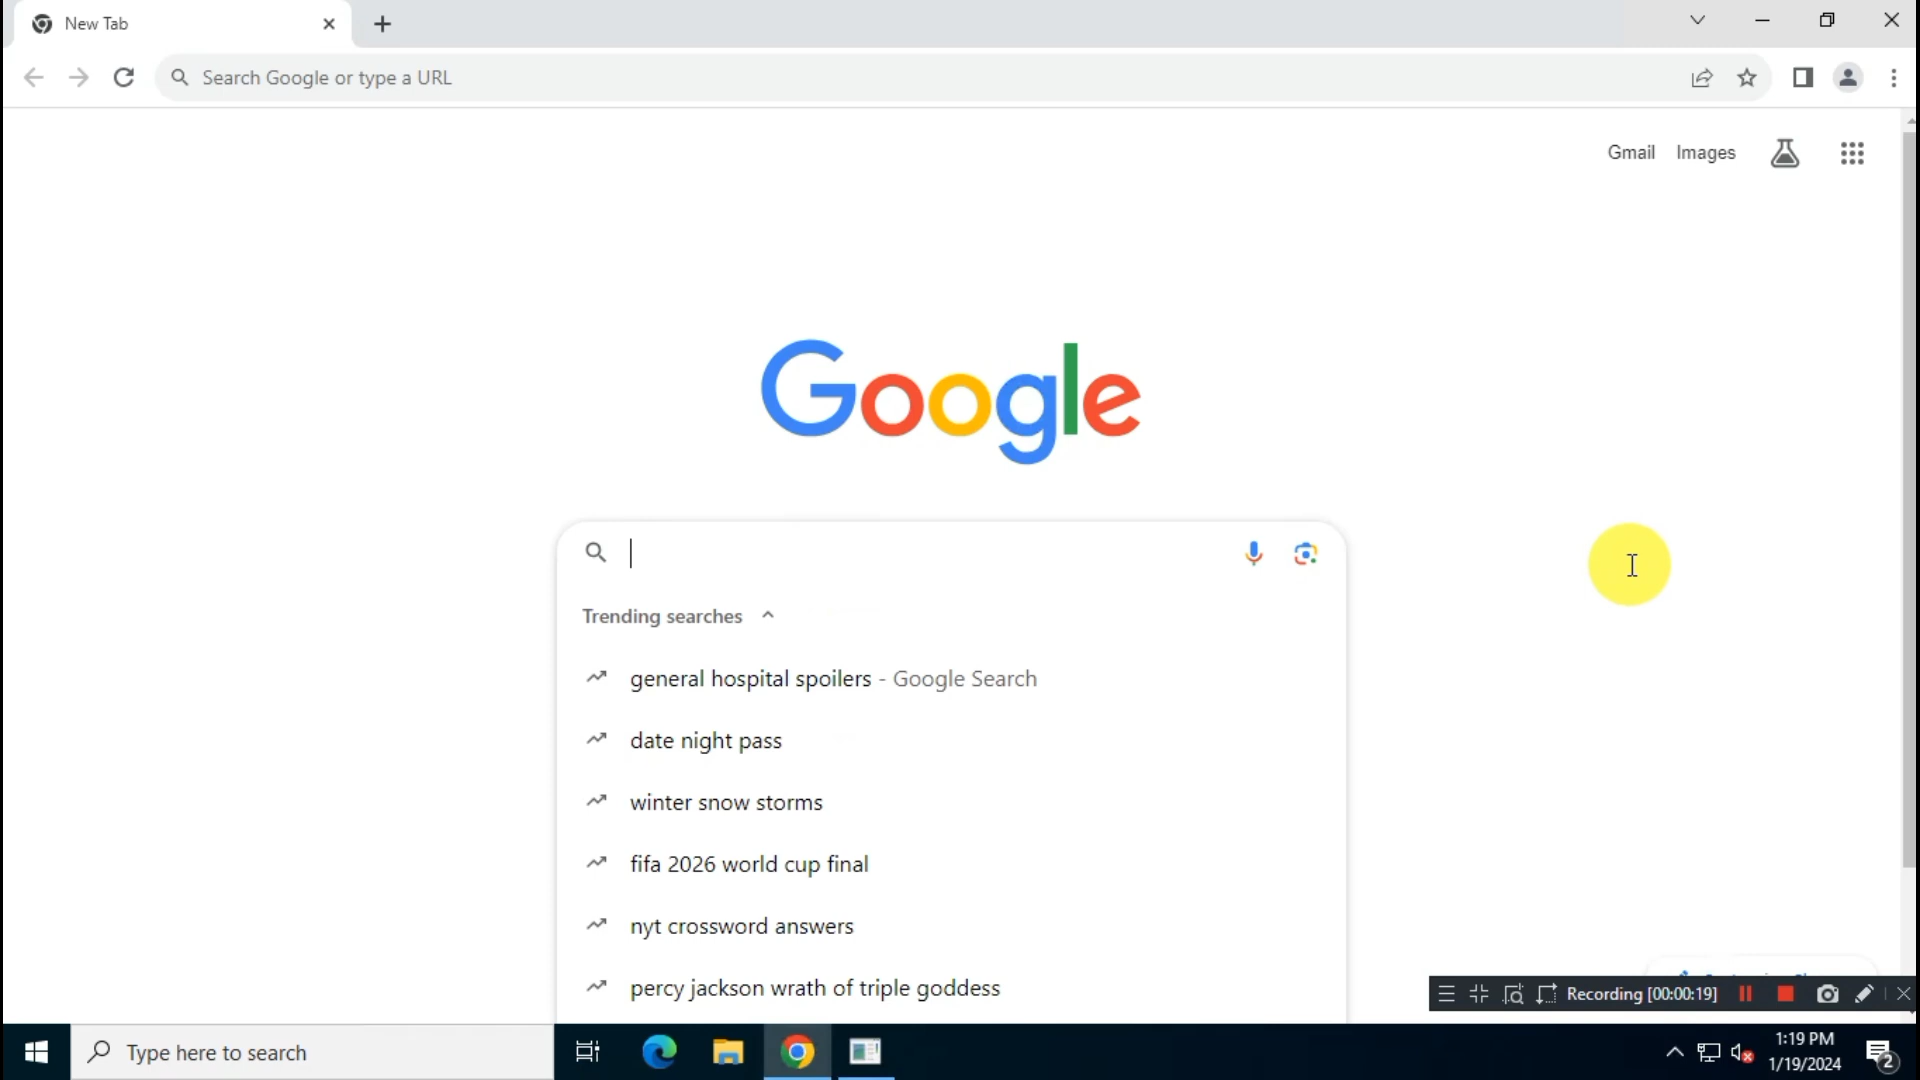 New Tab
Search Google or type a URL
Gmail Images
Google
Trending searches
general hospital spoilers - Google Search
date night pass
winter snow storms
fifa 2026 world cup final
nyt crossword answers
percy jackson wrath of triple goddess
Recording [00:00:19]
Type here to search
1:19 PM
1/19/2024
2